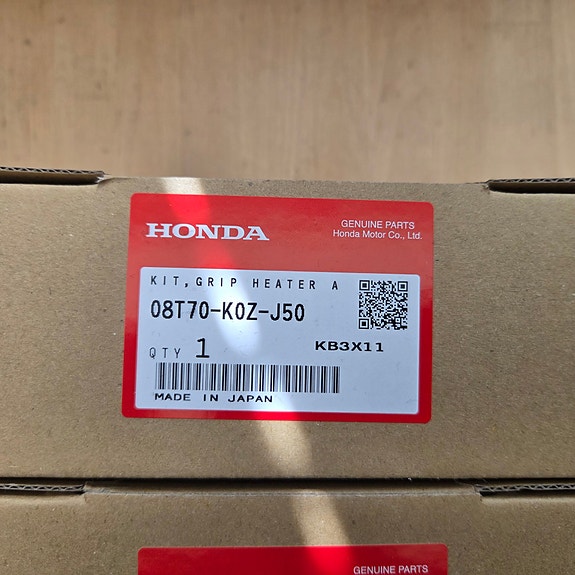 HONDA
GENUINE PARTS
Honda Motor Co., Ltd.
KIT,GRIP HEATER A
08T70-K0Z-J50
QTY 1
KB3X11
MADE IN JAPAN
GENUINE PARTS